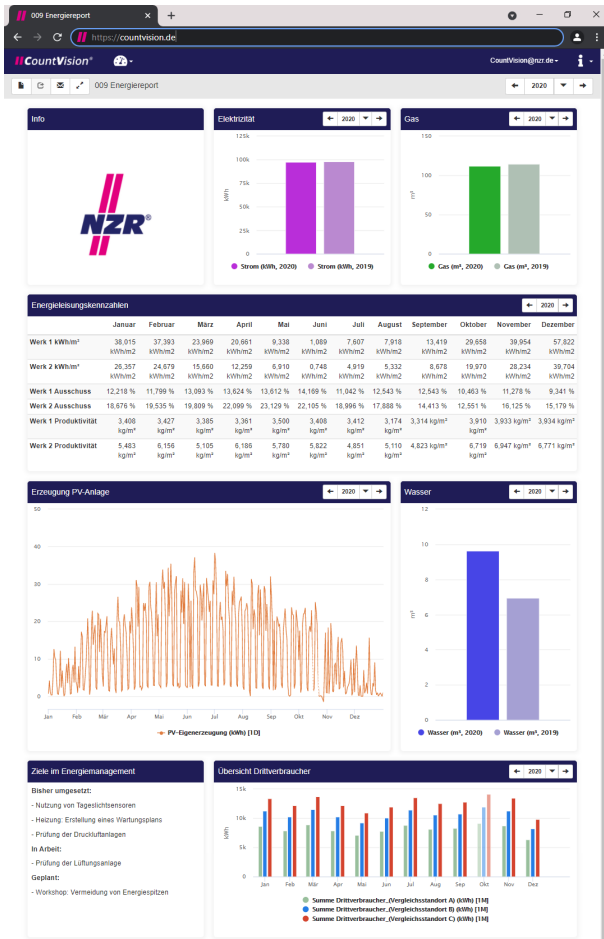 009 Energiereport
https://countvision.de
CountVision®
CountVision@nzr.de
009 Energiereport
2020
Info
NZR®
Elektrizität
2020
125k
100k
75k
50k
25k
0
kWh
Strom (kWh, 2020)
Strom (kWh, 2019)
Gas
2020
150
100
50
0
m³
Gas (m³, 2020)
Gas (m³, 2019)
Energieleisungskennzahlen
2020
Januar Februar März April Mai Juni Juli August September Oktober November Dezember
Werk 1 kWh/m² 38,015 37,393 23,969 20,661 9,338 1,089 7,607 7,918 13,419 29,658 39,954 57,822
kWh/m2 kWh/m2 kWh/m2 kWh/m2 kWh/m2 kWh/m2 kWh/m2 kWh/m2 kWh/m2 kWh/m2 kWh/m2 kWh/m2
Werk 2 kWh/m² 26,357 24,679 15,660 12,259 6,910 0,748 4,919 5,332 8,678 19,970 28,234 39,704
kWh/m2 kWh/m2 kWh/m2 kWh/m2 kWh/m2 kWh/m2 kWh/m2 kWh/m2 kWh/m2 kWh/m2 kWh/m2 kWh/m2
Werk 1 Ausschuss 12,218 % 11,799 % 13,093 % 13,624 % 13,612 % 14,169 % 11,042 % 12,543 % 12,543 % 10,463 % 11,278 % 9,341 %
Werk 2 Ausschuss 18,676 % 19,535 % 19,809 % 22,099 % 23,129 % 22,105 % 18,996 % 17,888 % 14,413 % 12,551 % 16,125 % 15,179 %
Werk 1 Produktivität 3,408 3,427 3,385 3,361 3,500 3,408 3,412 3,174 3,314 kg/m² 3,910 3,933 kg/m² 3,934 kg/m²
kg/m² kg/m² kg/m² kg/m² kg/m² kg/m² kg/m² kg/m² kg/m²
Werk 2 Produktivität 5,483 6,156 5,105 6,186 5,780 5,822 4,851 5,110 4,823 kg/m² 6,719 6,947 kg/m² 6,771 kg/m²
kg/m² kg/m² kg/m² kg/m² kg/m² kg/m² kg/m² kg/m² kg/m²
Erzeugung PV-Anlage
2020
50
40
30
20
10
0
Jan Feb Mär Apr Mai Jun Jul Aug Sep Okt Nov Dez
PV-Eigenerzeugung (kWh) [1D]
Wasser
2020
12
10
8
6
4
2
0
m³
Wasser (m³, 2020)
Wasser (m³, 2019)
Ziele im Energiemanagement
Bisher umgesetzt:
- Nutzung von Tageslichtsensoren
- Heizung: Erstellung eines Wartungsplans
- Prüfung der Druckluftanlagen
In Arbeit:
- Prüfung der Lüftungsanlage
Geplant:
- Workshop: Vermeidung von Energiespitzen
Übersicht Drittverbraucher
2020
15k
10k
5k
0
kWh
Jan Feb Mär Apr Mai Jun Jul Aug Sep Okt Nov Dez
Summe Drittverbraucher_(Vergleichsstandort A) (kWh) [1M]
Summe Drittverbraucher_(Vergleichsstandort B) (kWh) [1M]
Summe Drittverbraucher_(Vergleichsstandort C) (kWh) [1M]